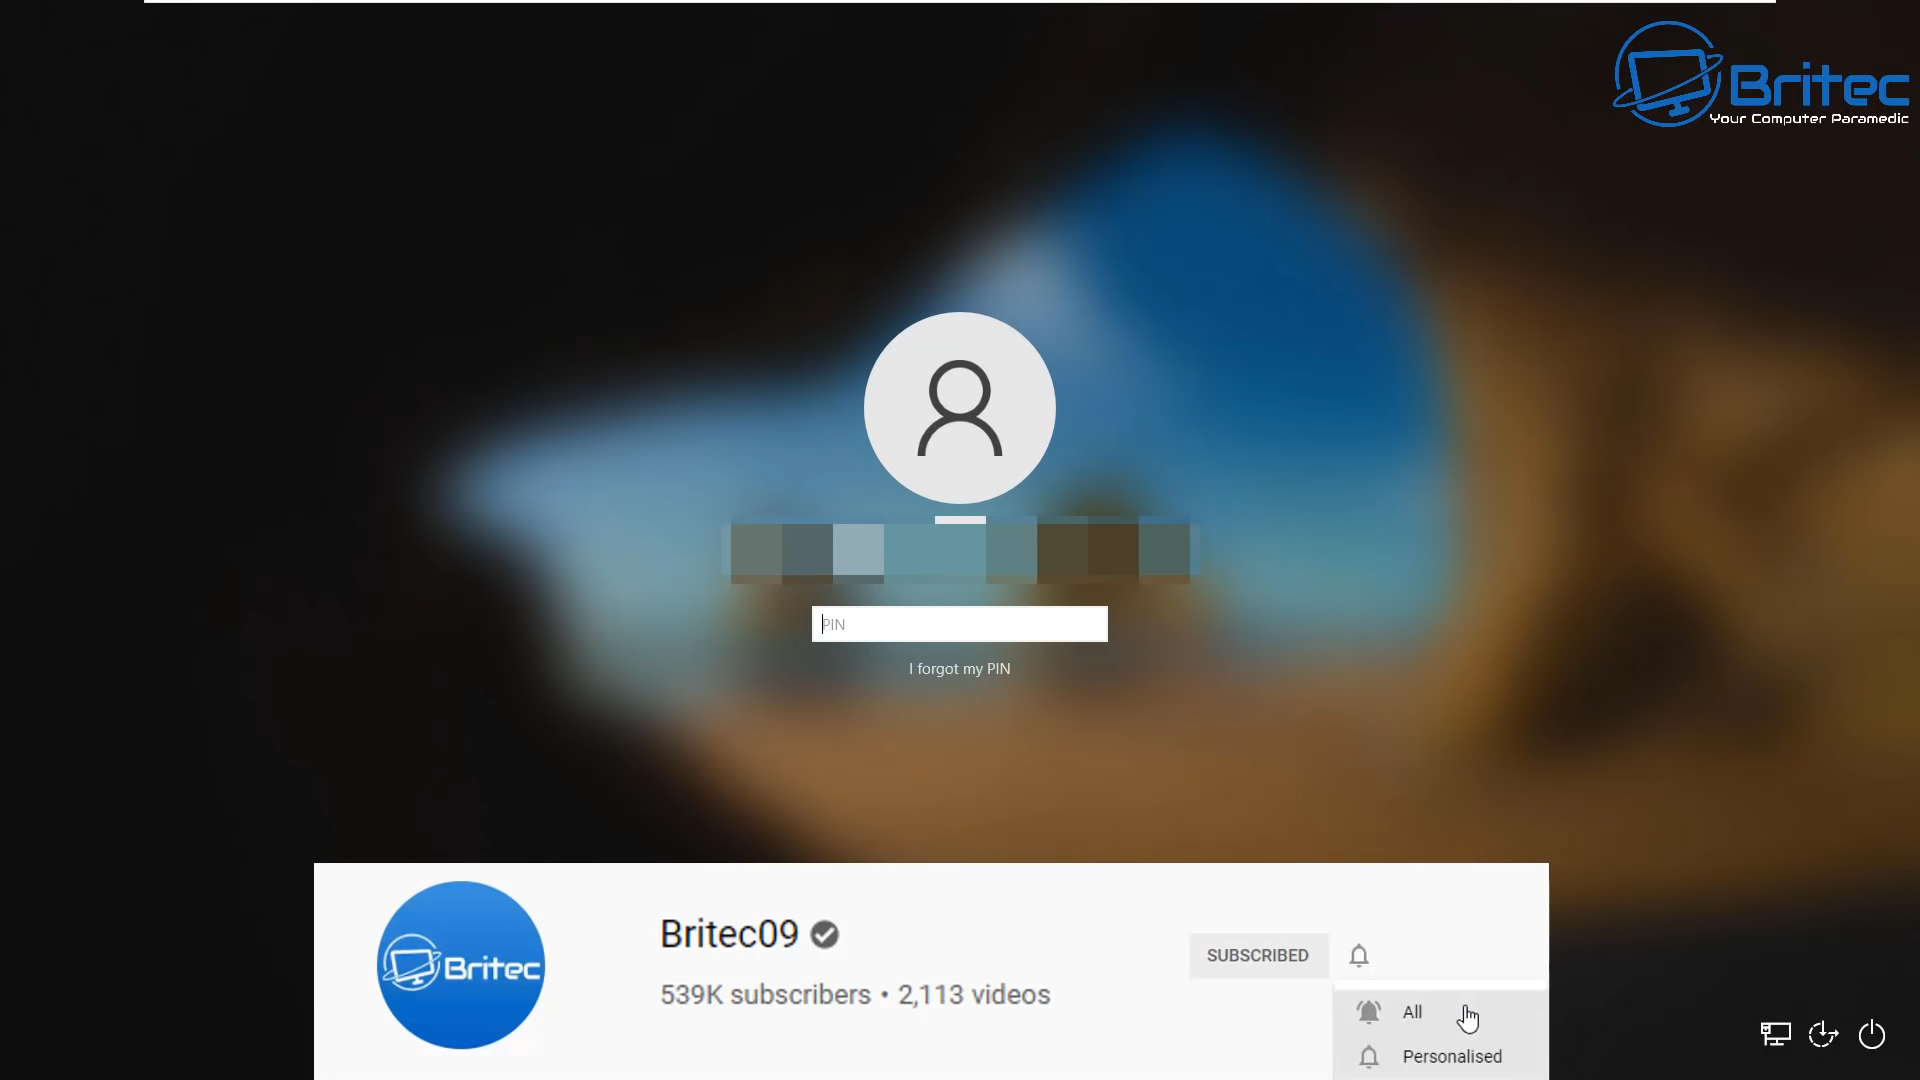 Britec
Your Computer Paramedic
PIN
I forgot my PIN
Britec
Britec09
539K subscribers • 2,113 videos
SUBSCRIBED
All
Personalised